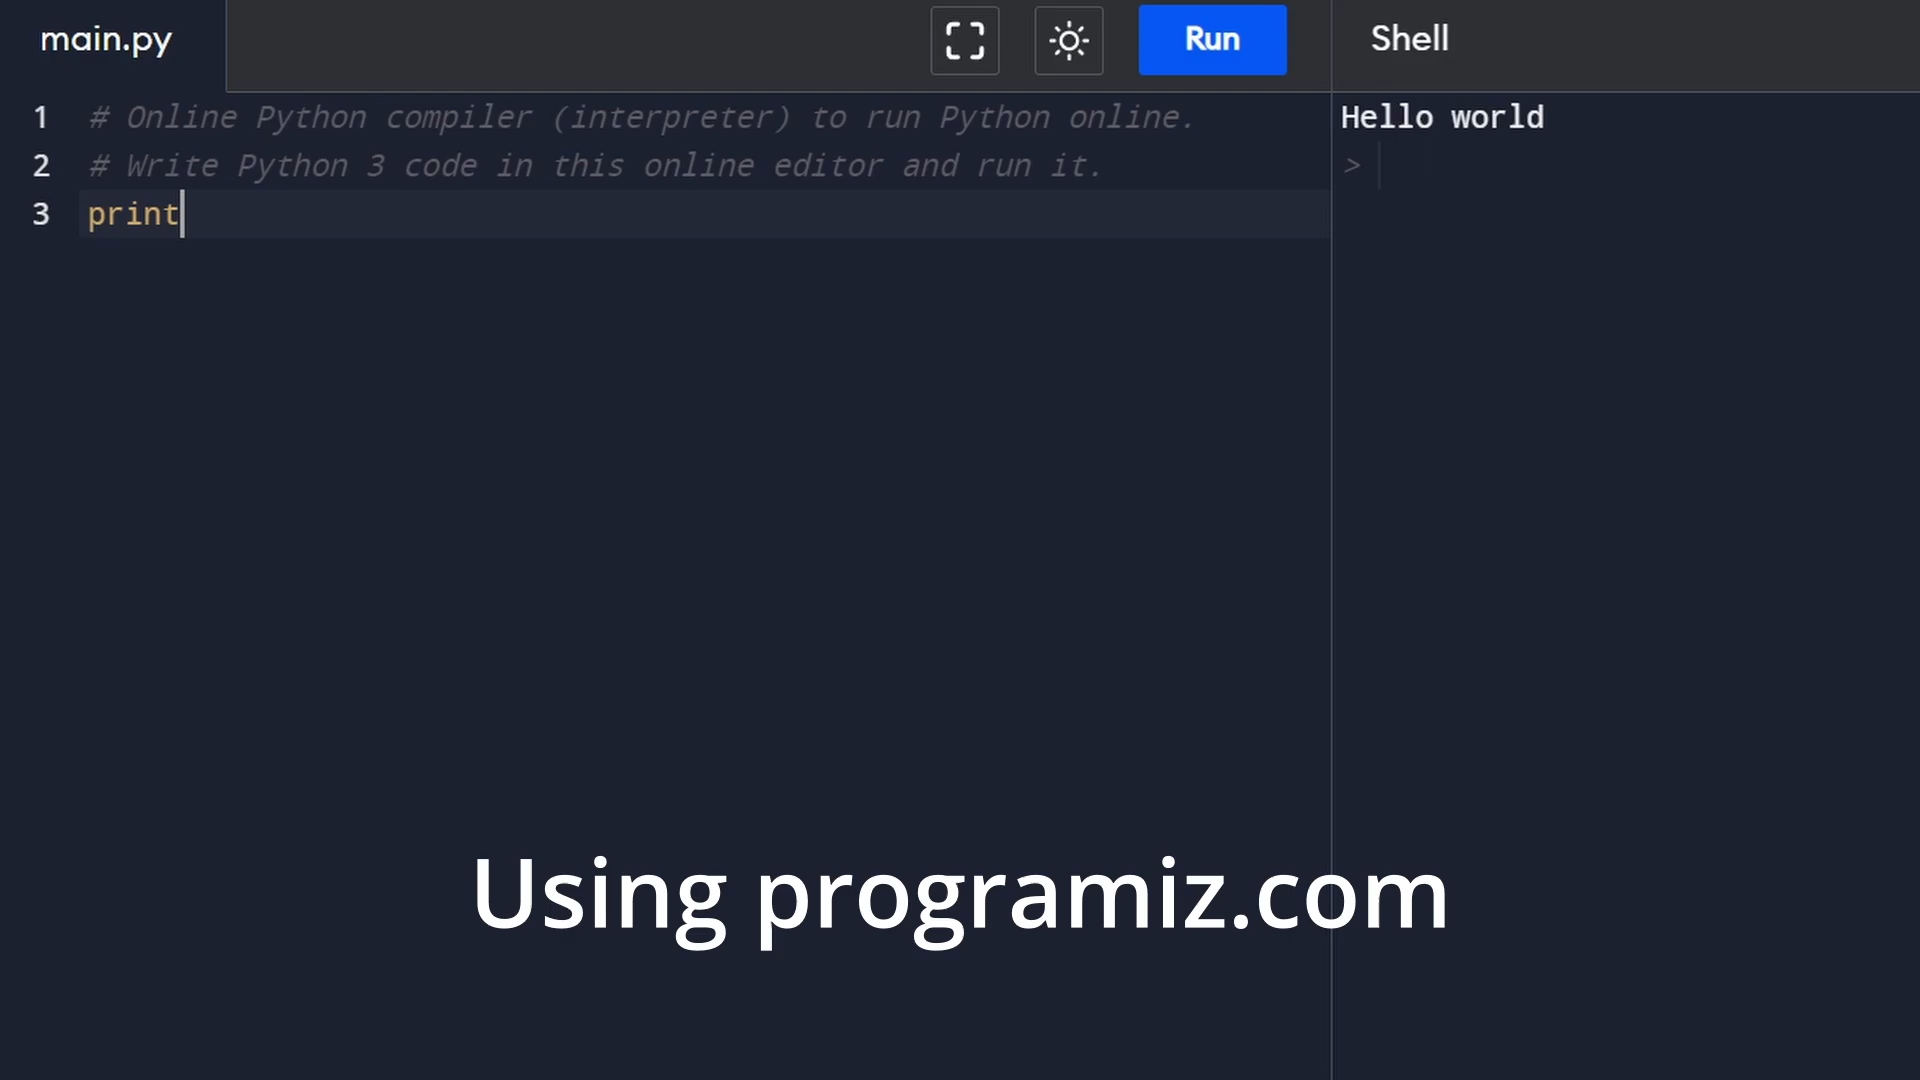 main.py
Run
Shell
1 # Online Python compiler (interpreter) to run Python online.
2 # Write Python 3 code in this online editor and run it.
3 print
Hello world
>
Using programiz.com